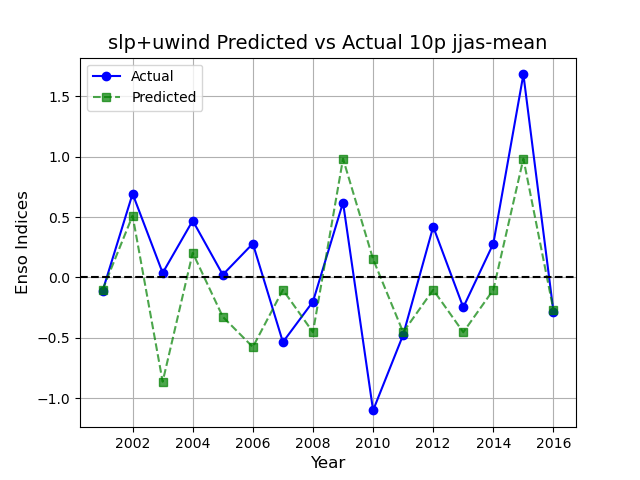 slp+uwind Predicted vs Actual 10p jjas-mean
Actual
Predicted
1.5
1.0
0.5
0.0
−0.5
−1.0
Enso Indices
2002 2004 2006 2008 2010 2012 2014 2016
Year